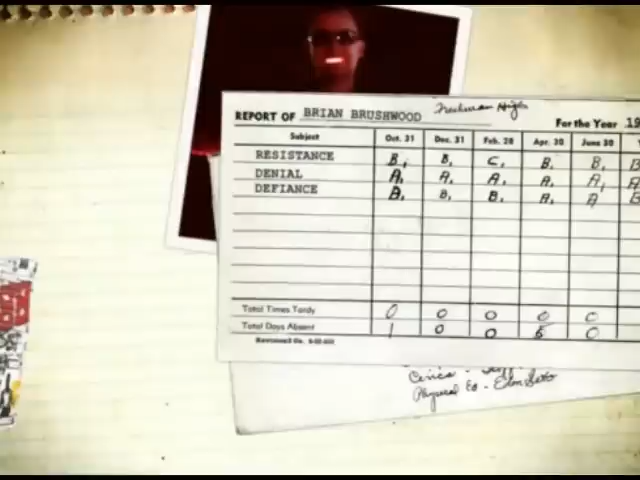 REPORT OF BRIAN BRUSHWOOD
For the Year 19
Subject Oct. 31 Dec. 31 Feb. 28 Apr. 30 June 30
RESISTANCE B. B. C. B. B. B
DENIAL A. A. A. A. A. A
DEFIANCE B. B. B. A. A B
Total Times Tardy 0 0 0 0 0
Total Days Absent 1 0 0 5 0
Civics -
Physical Ed -